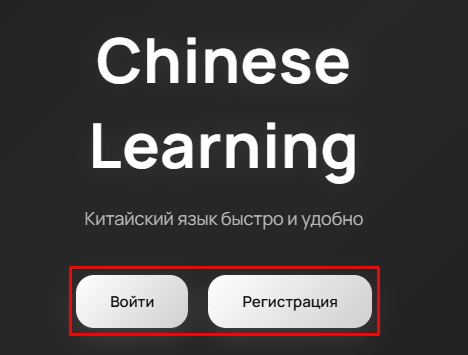 Chinese
Learning
Китайский язык быстро и удобно
Войти Регистрация